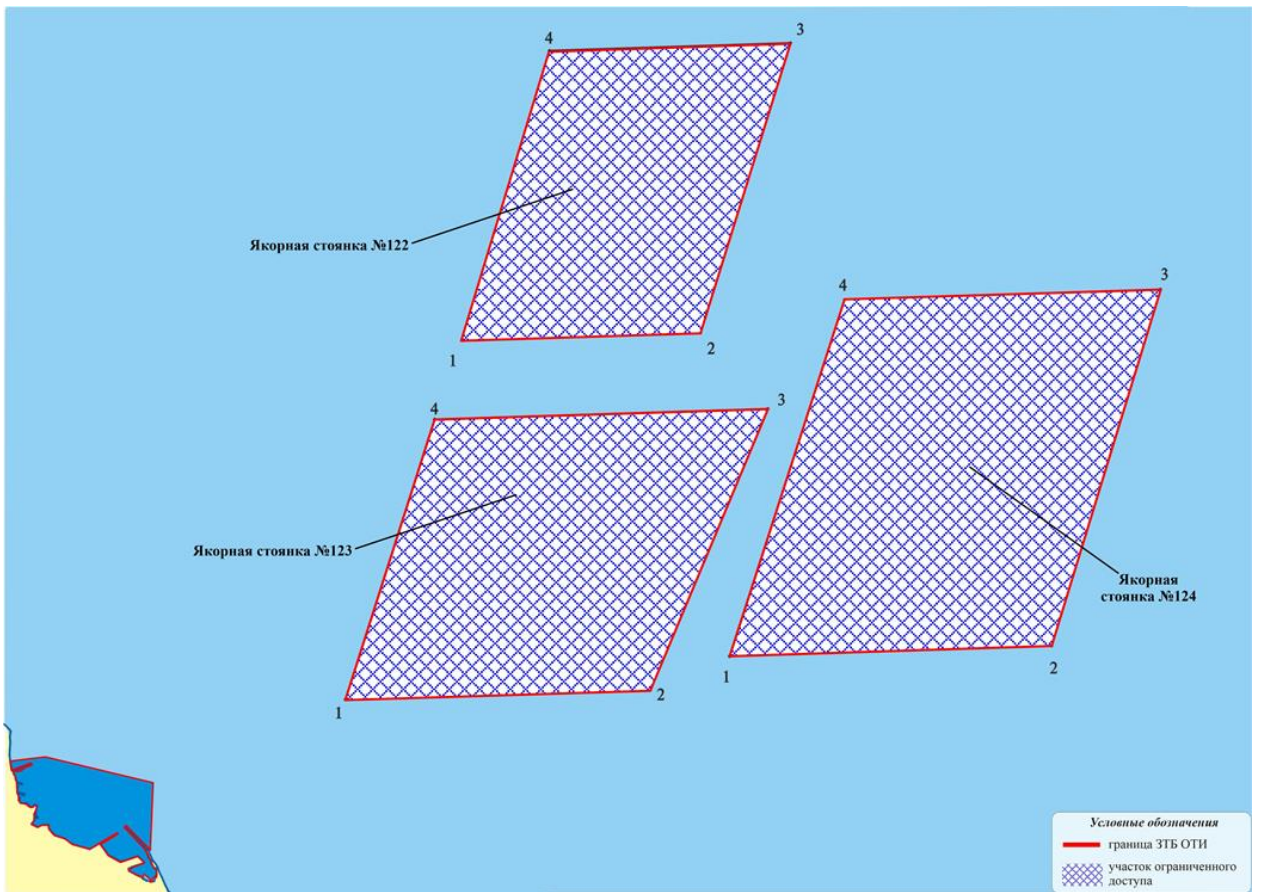 4
3
Якорная стоянка №122
1
2
4
3
4
3
Якорная стоянка №123
Якорная
стоянка №124
1
2
1
2
Условные обозначения
граница ЗТБ ОТИ
участок ограниченного
доступа